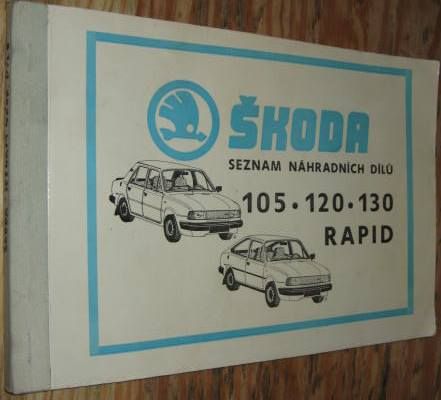 ŠKODA
SEZNAM NÁHRADNÍCH DÍLŮ
105 • 120 • 130
RAPID